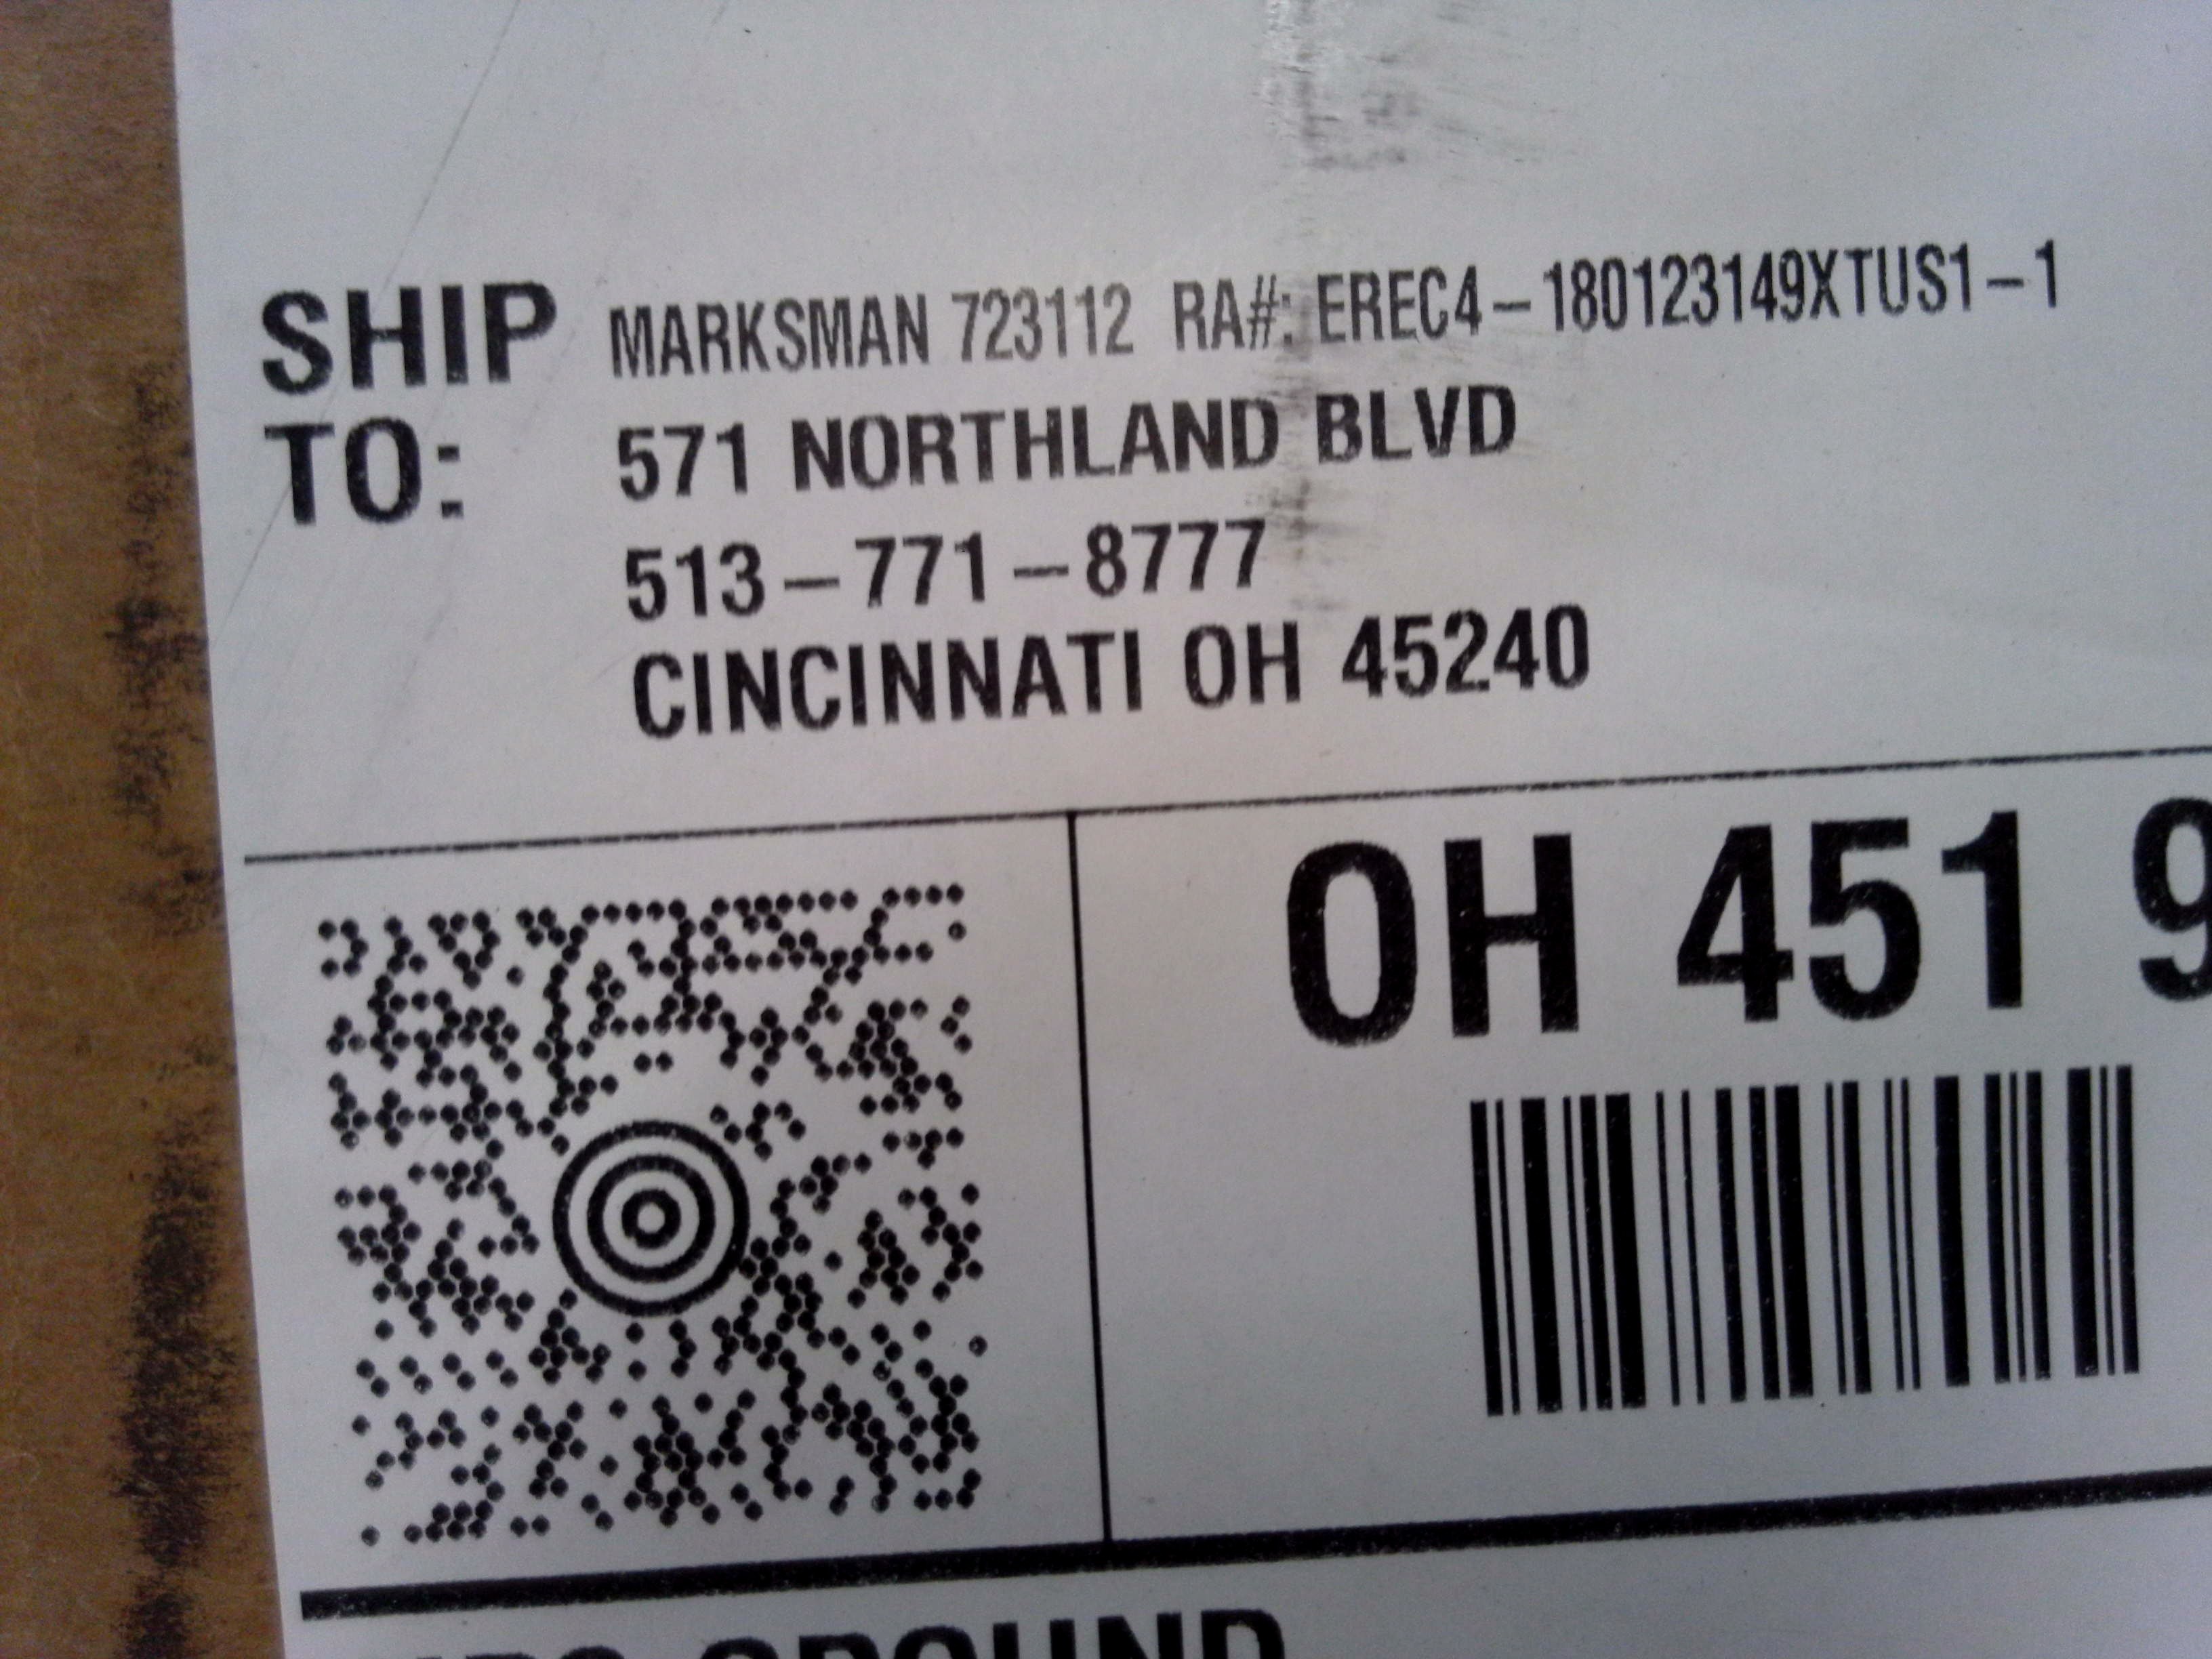 SHIP TO:
MARKSMAN 723112 RA#: EREC4-180123149XTUS1-1
571 NORTHLAND BLVD
513-771-8777
CINCINNATI OH 45240
OH 451 9
GROUND